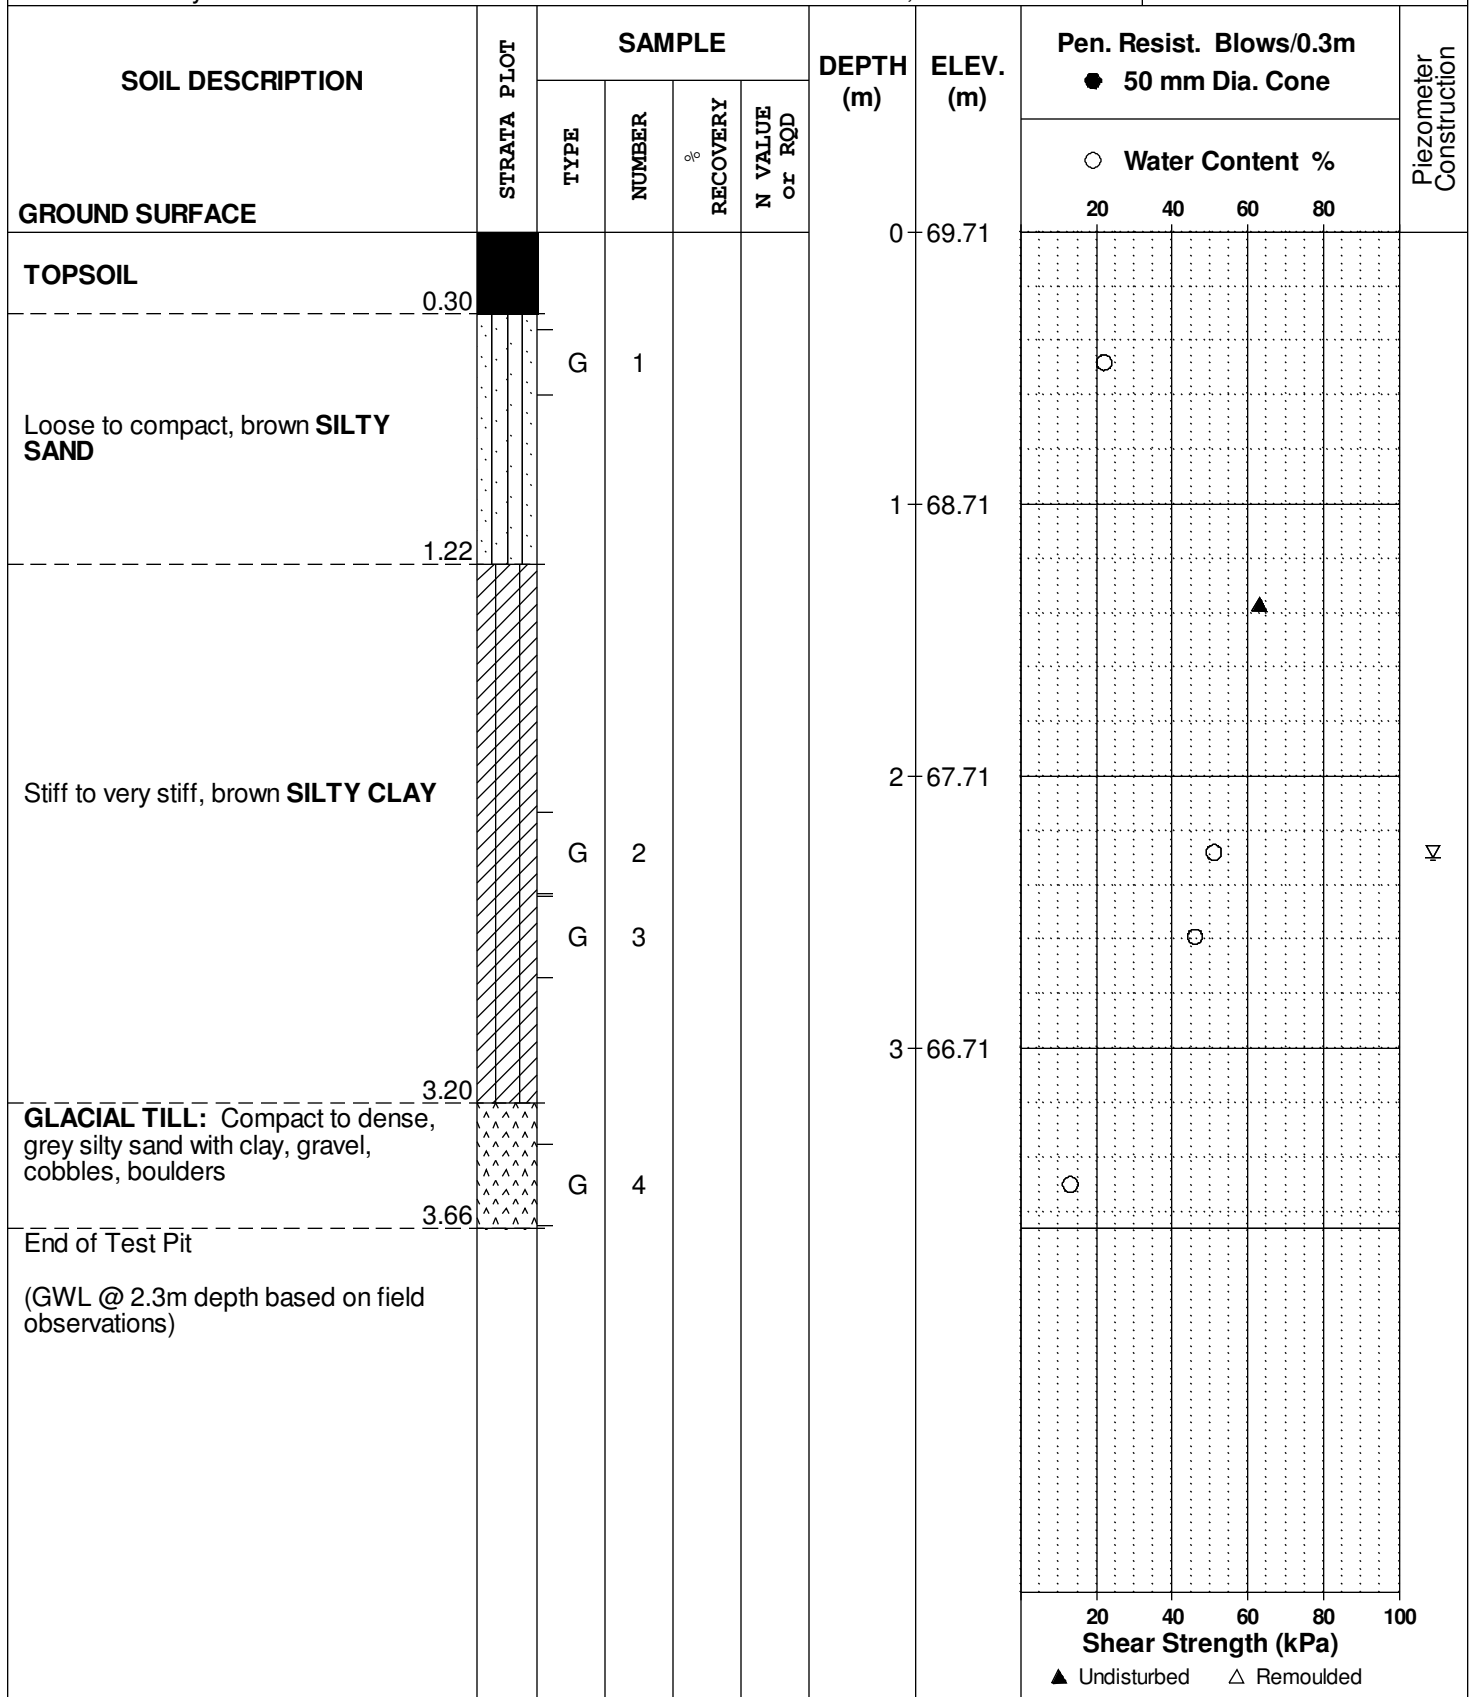 SOIL DESCRIPTION
GROUND SURFACE
STRATA PLOT
SAMPLE
TYPE
NUMBER
%
RECOVERY
N VALUE
or RQD
DEPTH
(m)
ELEV.
(m)
Pen. Resist. Blows/0.3m
● 50 mm Dia. Cone
○ Water Content %
20 40 60 80
Piezometer
Construction
0 69.71
TOPSOIL
0.30
G 1
Loose to compact, brown SILTY
SAND
1 68.71
1.22
2 67.71
Stiff to very stiff, brown SILTY CLAY
G 2
G 3
3 66.71
3.20
GLACIAL TILL: Compact to dense,
grey silty sand with clay, gravel,
cobbles, boulders
G 4
3.66
End of Test Pit
(GWL @ 2.3m depth based on field
observations)
20 40 60 80 100
Shear Strength (kPa)
▲ Undisturbed △ Remoulded